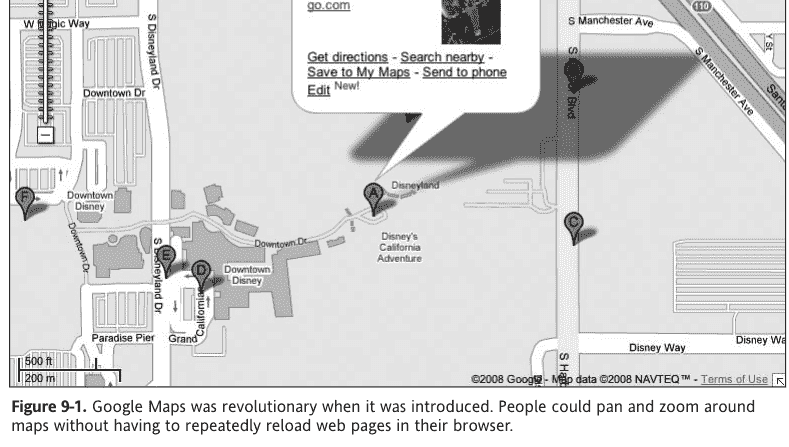 go.com
Get directions - Search nearby -
Save to My Maps - Send to phone
Edit New!
S Manchester Ave
110
Y St
S Manchester Ave
Blvd
S Disneyland Dr
Downtown Dr
F
Downtown
Disney
Downtown Dr
A
Disneyland
C
Disney's
California
Adventure
Downtown Dr
E
D
Downtown
Disney
Disneyland Dr
Paradise Pier
Grand
Disney Way
500 ft
200 m
©2008 Google - Map data ©2008 NAVTEQ™ - Terms of Use
Figure 9-1. Google Maps was revolutionary when it was introduced. People could pan and zoom around
maps without having to repeatedly reload web pages in their browser.